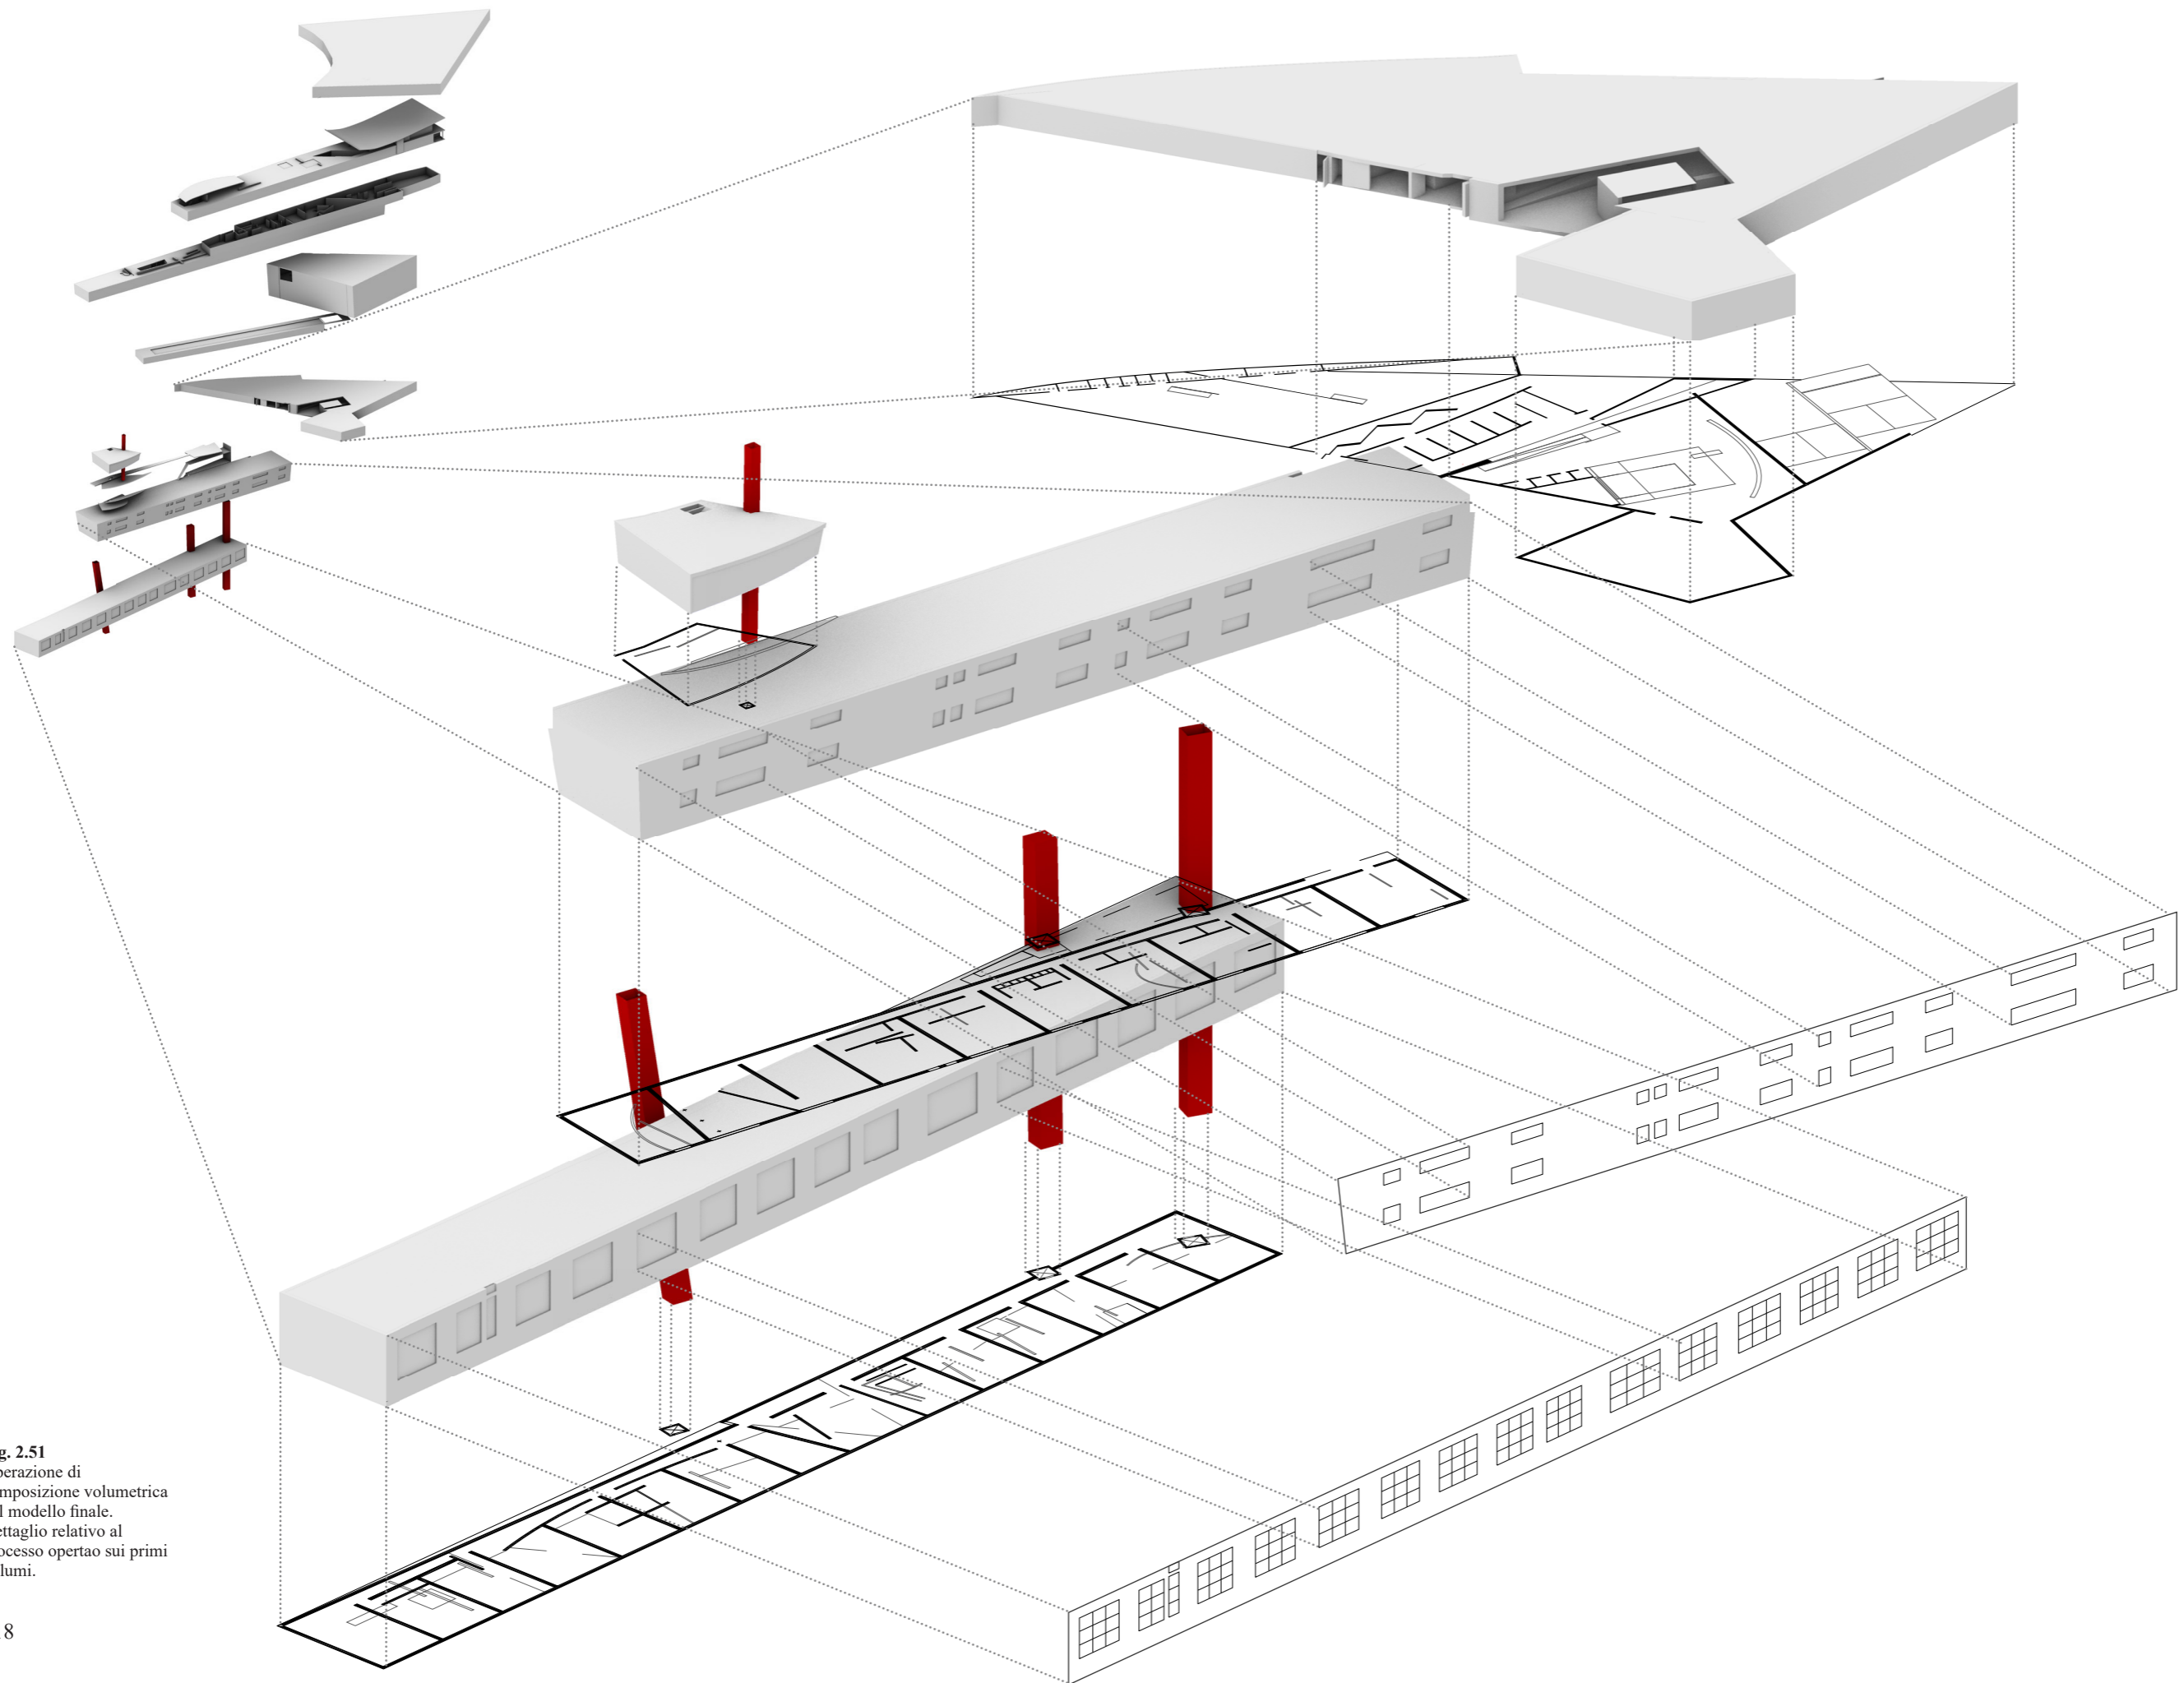 g. 2.51
perazione di
mposizione volumetrica
l modello finale.
ettaglio relativo al
ocesso opertao sui primi
lumi.
8